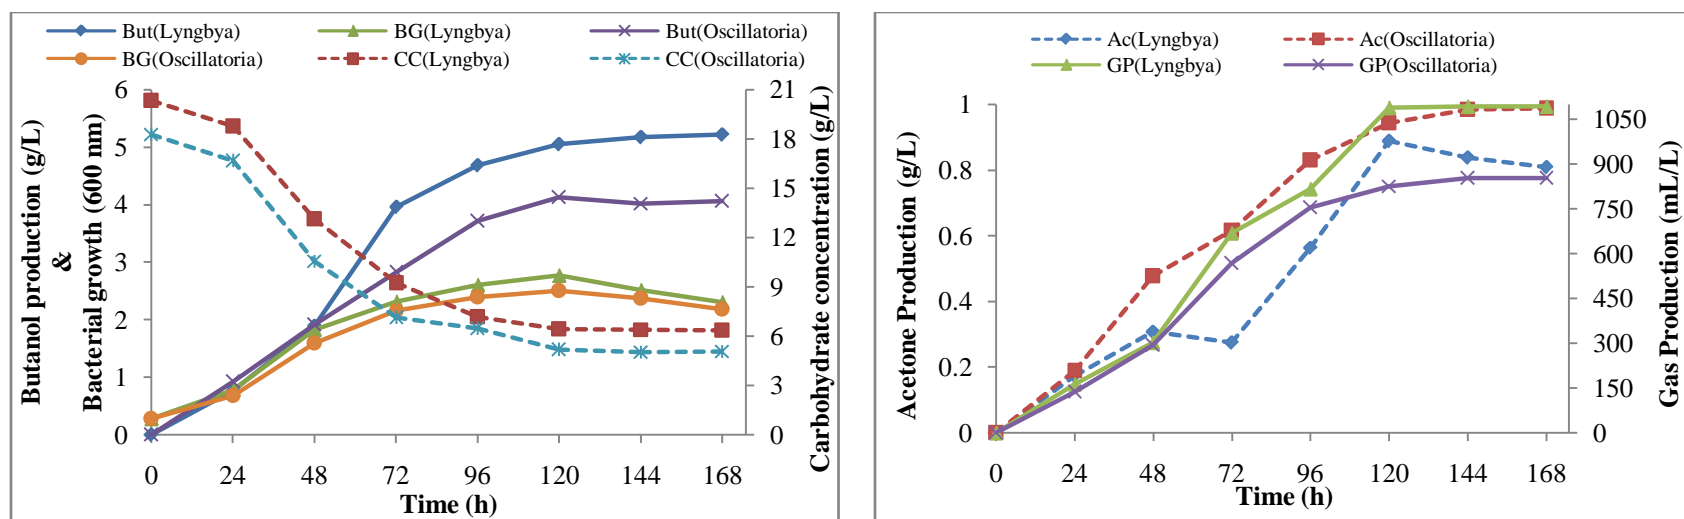 But(Lyngbya) BG(Lyngbya) But(Oscillatoria)
BG(Oscillatoria) CC(Lyngbya) CC(Oscillatoria)
Butanol production (g/L)
&
Bacterial growth (600 nm)
6
5
4
3
2
1
0
21
18
15
12
9
6
3
0
Carbohydrate concentration (g/L)
0 24 48 72 96 120 144 168
Time (h)
Ac(Lyngbya) Ac(Oscillatoria)
GP(Lyngbya) GP(Oscillatoria)
Acetone Production (g/L)
1
0.8
0.6
0.4
0.2
0
1050
900
750
600
450
300
150
0
Gas Production (mL/L)
0 24 48 72 96 120 144 168
Time (h)